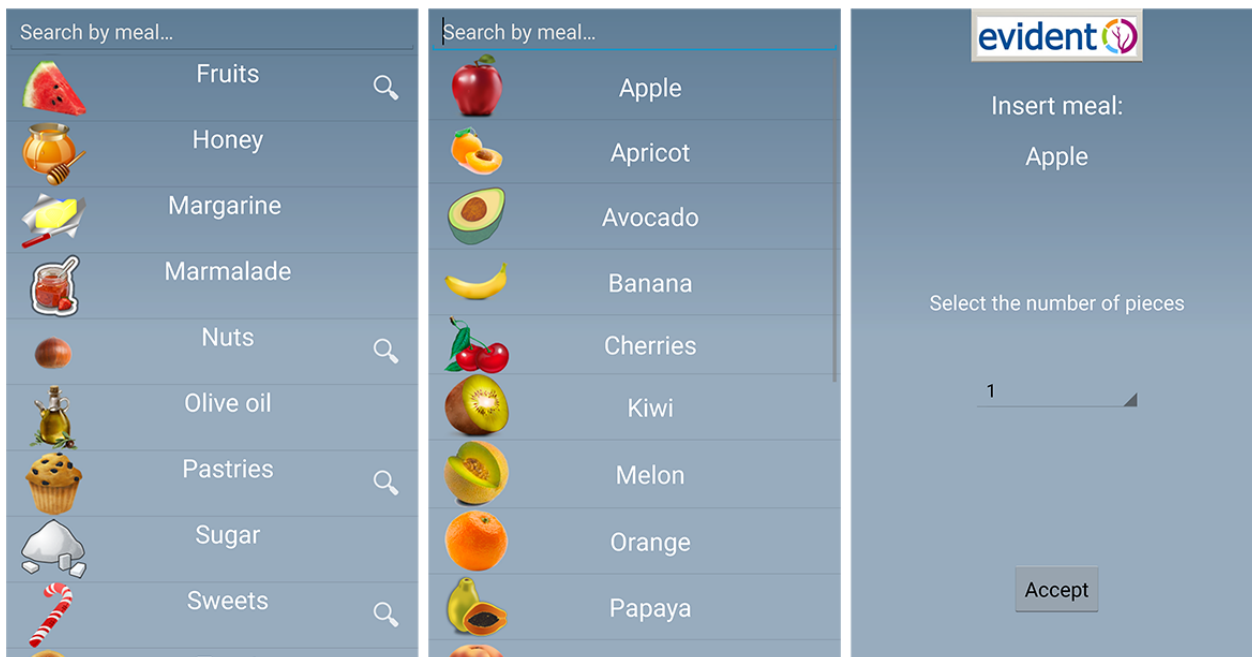 Search by meal...
Fruits
Honey
Margarine
Marmalade
Nuts
Olive oil
Pastries
Sugar
Sweets
Search by meal...
Apple
Apricot
Avocado
Banana
Cherries
Kiwi
Melon
Orange
Papaya
evident
Insert meal:
Apple
Select the number of pieces
1
Accept